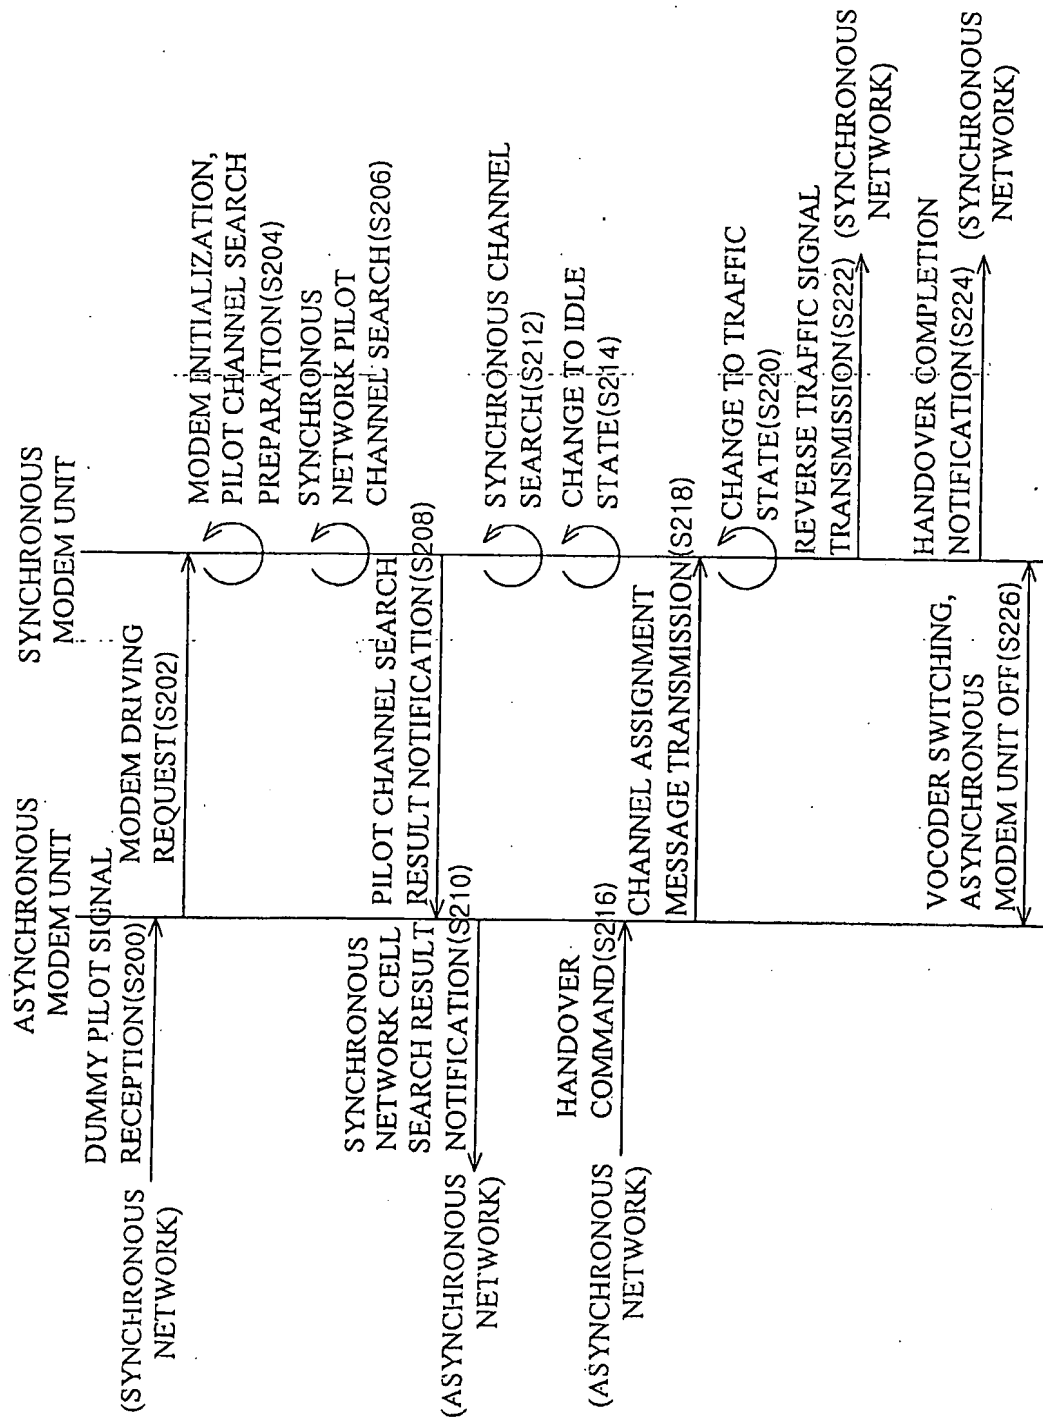 ASYNCHRONOUS
MODEM UNIT
SYNCHRONOUS
MODEM UNIT
DUMMY PILOT SIGNAL
RECEPTION(S200)
(SYNCHRONOUS
NETWORK)
MODEM DRIVING
REQUEST(S202)
MODEM INITIALIZATION,
PILOT CHANNEL SEARCH
PREPARATION(S204)
SYNCHRONOUS
NETWORK PILOT
CHANNEL SEARCH(S206)
PILOT CHANNEL SEARCH
RESULT NOTIFICATION(S208)
SYNCHRONOUS
NETWORK CELL
SEARCH RESULT
NOTIFICATION(S210)
(ASYNCHRONOUS
NETWORK)
SYNCHRONOUS CHANNEL
SEARCH(S212)
CHANGE TO IDLE
STATE(S214)
HANDOVER
COMMAND(S216)
(ASYNCHRONOUS
NETWORK)
CHANNEL ASSIGNMENT
MESSAGE TRANSMISSION(S218)
CHANGE TO TRAFFIC
STATE(S220)
REVERSE TRAFFIC SIGNAL
TRANSMISSION(S222)
(SYNCHRONOUS
NETWORK)
HANDOVER COMPLETION
NOTIFICATION(S224)
(SYNCHRONOUS
NETWORK)
VOCODER SWITCHING,
ASYNCHRONOUS
MODEM UNIT OFF(S226)